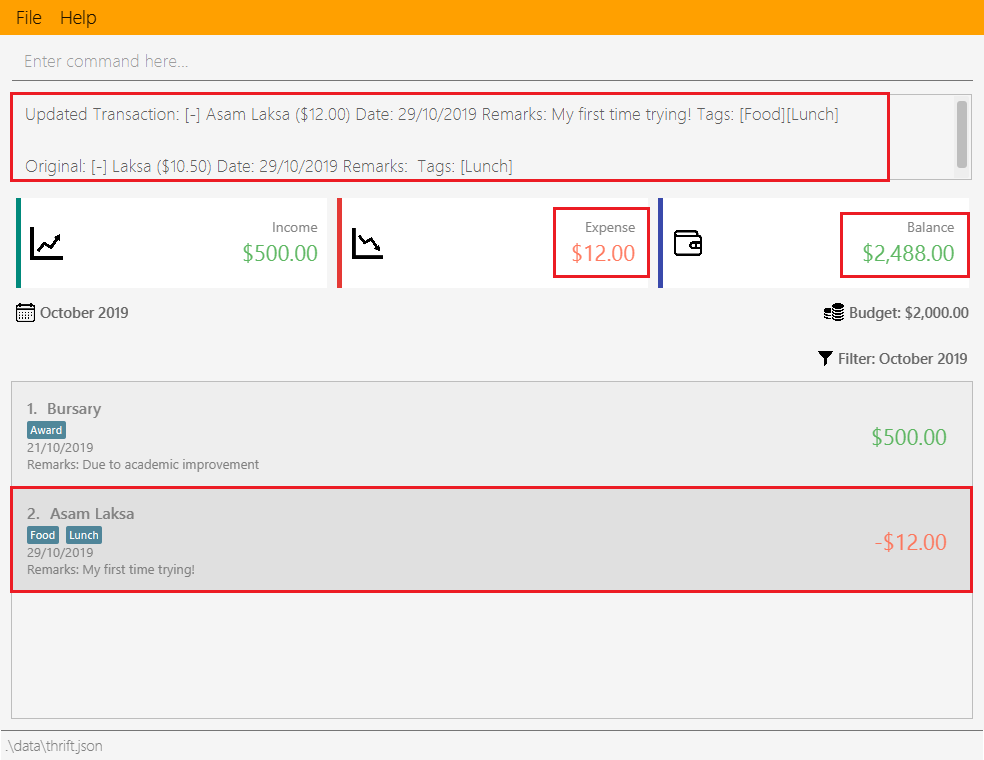 File Help
Enter command here...
Updated Transaction: [-] Asam Laksa ($12.00) Date: 29/10/2019 Remarks: My first time trying! Tags: [Food][Lunch]
Original: [-] Laksa ($10.50) Date: 29/10/2019 Remarks:  Tags: [Lunch]
Income
$500.00
Expense
$12.00
Balance
$2,488.00
October 2019
Budget: $2,000.00
Filter: October 2019
1. Bursary
Award
21/10/2019
Remarks: Due to academic improvement
$500.00
2. Asam Laksa
Food Lunch
29/10/2019
Remarks: My first time trying!
-$12.00
.\data\thrift.json